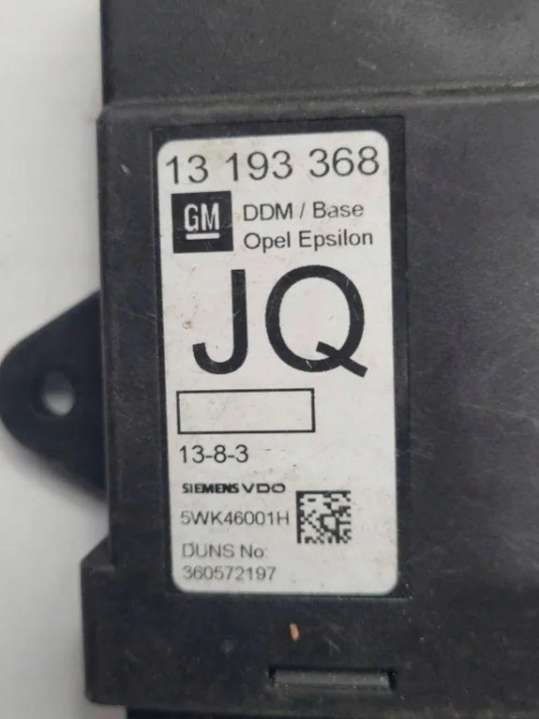 13 193 368
GM
DDM / Base
Opel Epsilon
JQ
13-8-3
SIEMENS VDO
5WK46001H
DUNS No:
360572197